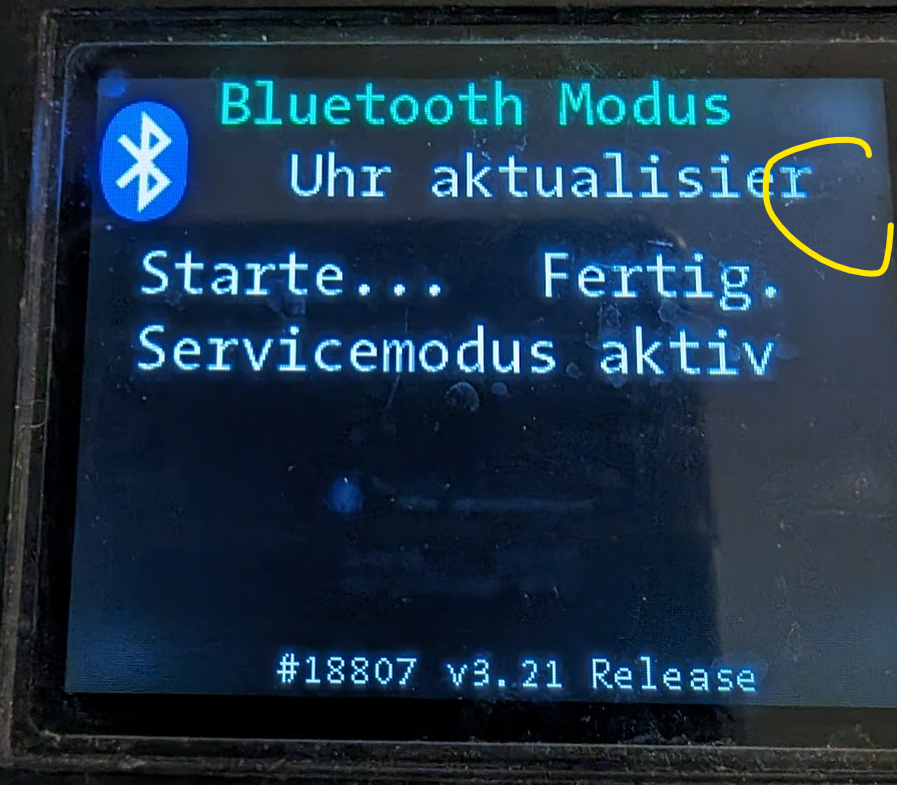 Bluetooth Modus
Uhr aktualisier
Starte... Fertig.
Servicemodus aktiv
#18807 v3.21 Release